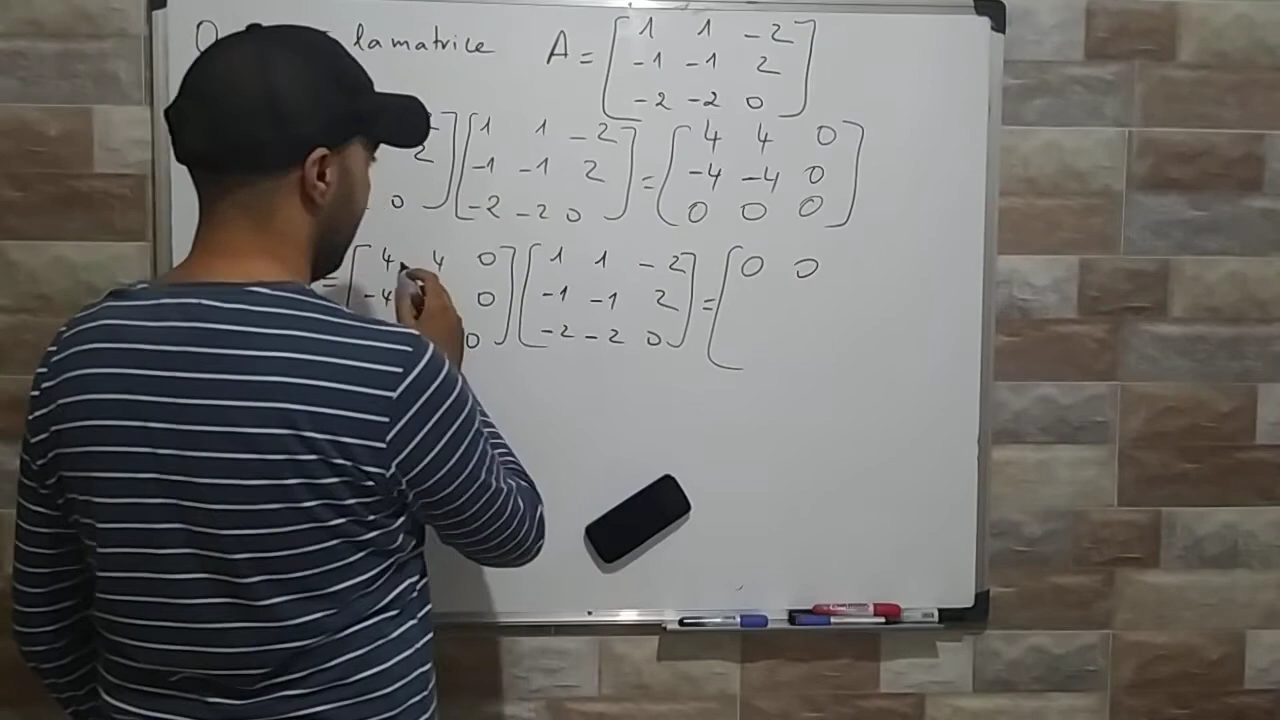 la matrice A = [1 1 -2
-1 -1 2
-2 -2 0]
2] [1 1 -2] = [4 4 0]
[-1 -1 2] [-4 -4 0]
0] [-2 -2 0] [0 0 0]
= [4 4 0] [1 1 -2] = [0 0
-4 0] [-1 -1 2]
0] [-2 -2 0]